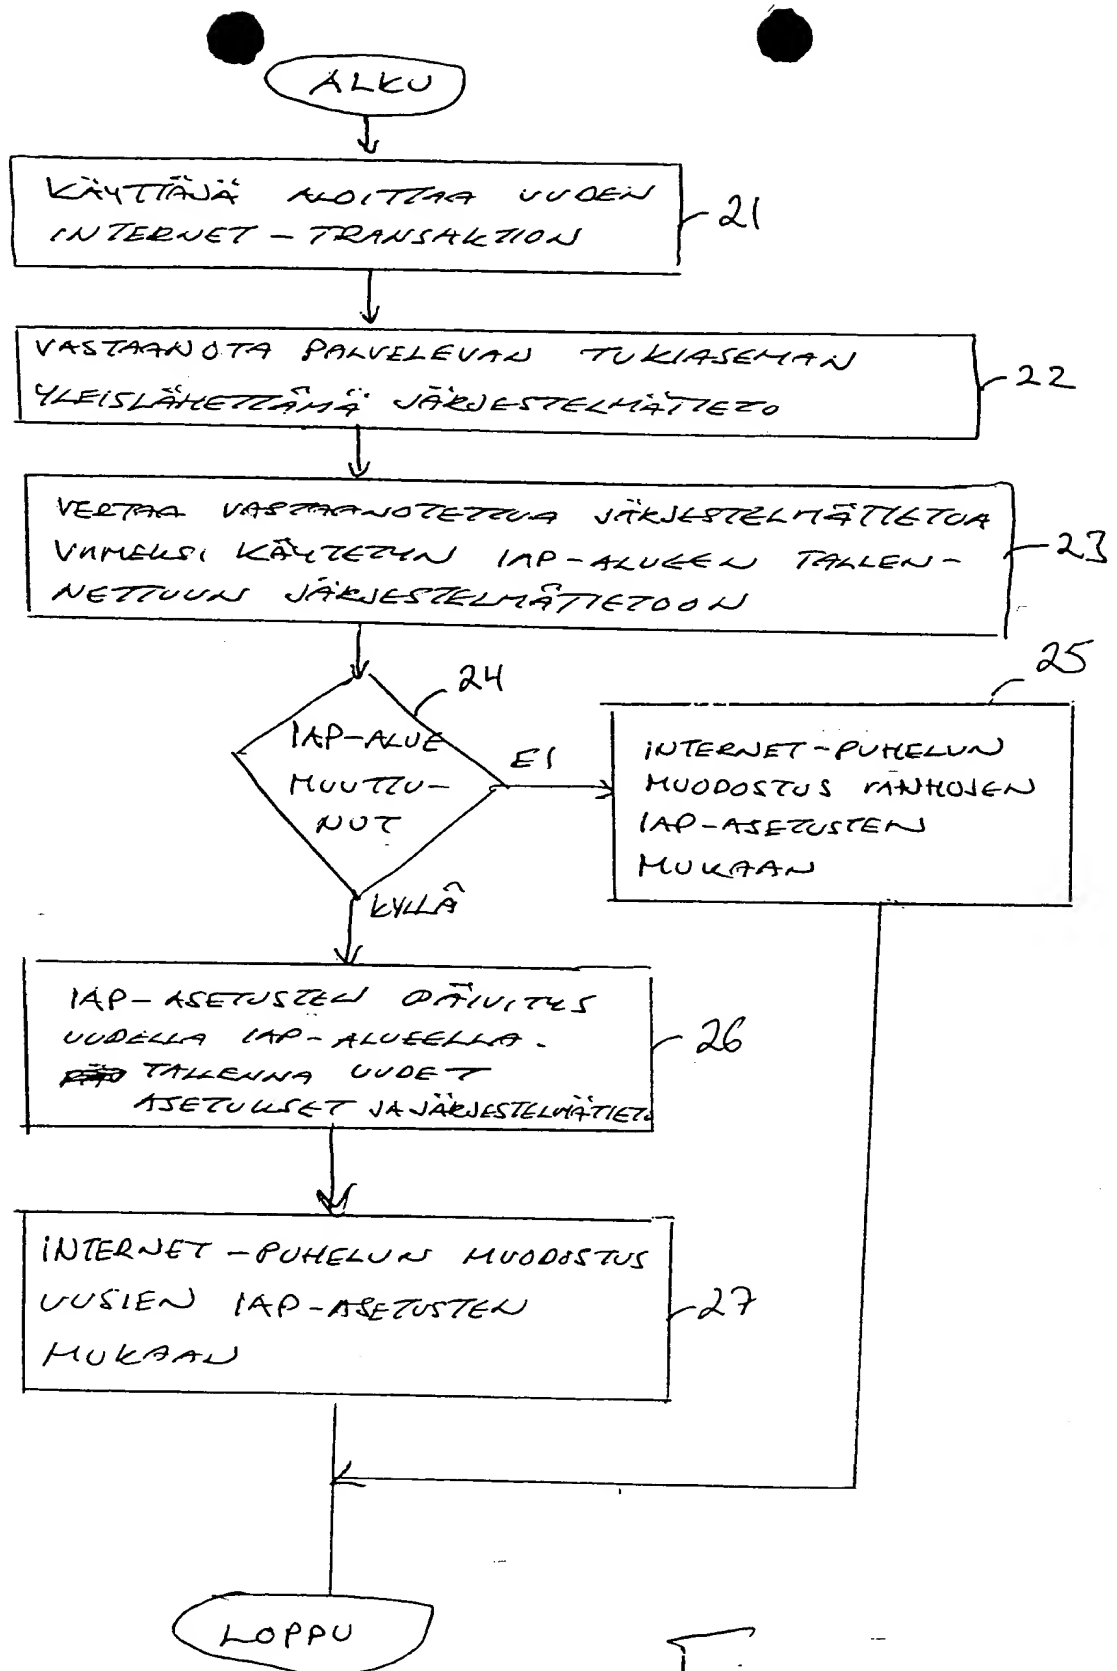 ALKU
KÄYTTÄJÄ ALOITTAA UUDEN
INTERNET-TRANSAKTION
21
VASTAANOTA PALVELEVAN TUKIASEMAN
YLEISLÄHETTÄMÄ JÄRJESTELMÄTIETO
22
VERTAA VASTAANOTETTUA JÄRJESTELMÄTIETOA
VIIMEKSI KÄYTETYN IAP-ALUEEN TALLEN-
NETTUUN JÄRJESTELMÄTIETOON
23
24
IAP-ALUE
MUUTTU-
NUT
EI
KYLLÄ
25
INTERNET-PUHELUN
MUODOSTUS VANHOJEN
IAP-ASETUSTEN
MUKAAN
IAP-ASETUSTEN PÄIVITYS
UUDELLA IAP-ALUEELLA.
TALLENNA UUDET
ASETUKSET JA JÄRJESTELMÄTIETO
26
INTERNET-PUHELUN MUODOSTUS
UUSIEN IAP-ASETUSTEN
MUKAAN
27
LOPPU